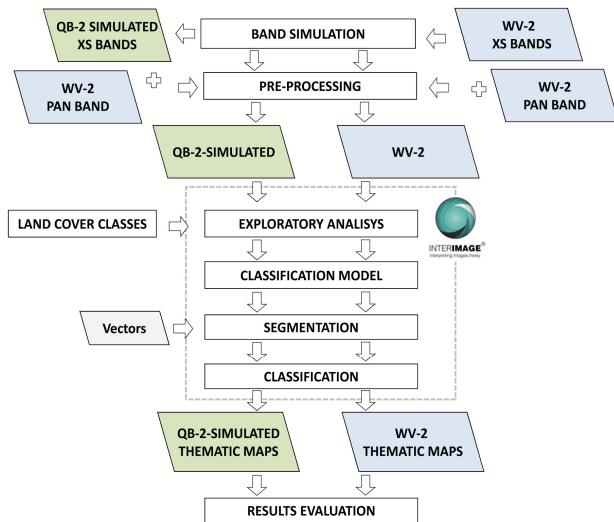 QB-2 SIMULATED
XS BANDS
BAND SIMULATION
WV-2
XS BANDS
WV-2
PAN BAND
PRE-PROCESSING
WV-2
PAN BAND
QB-2-SIMULATED
WV-2
LAND COVER CLASSES
EXPLORATORY ANALISYS
INTERIMAGE®
Interpreting images freely
CLASSIFICATION MODEL
Vectors
SEGMENTATION
CLASSIFICATION
QB-2-SIMULATED
THEMATIC MAPS
WV-2
THEMATIC MAPS
RESULTS EVALUATION